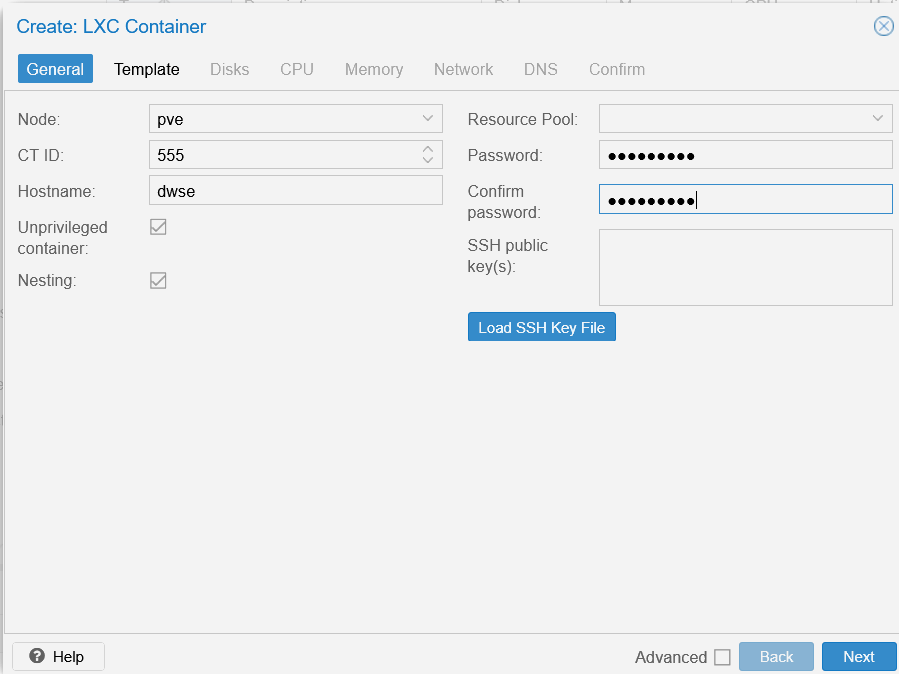 Create: LXC Container
General Template Disks CPU Memory Network DNS Confirm
Node: pve
CT ID: 555
Hostname: dwse
Unprivileged
container:
Nesting:
Resource Pool:
Password: ●●●●●●●●●
Confirm
password: ●●●●●●●●●
SSH public
key(s):
Load SSH Key File
Help Advanced Back Next